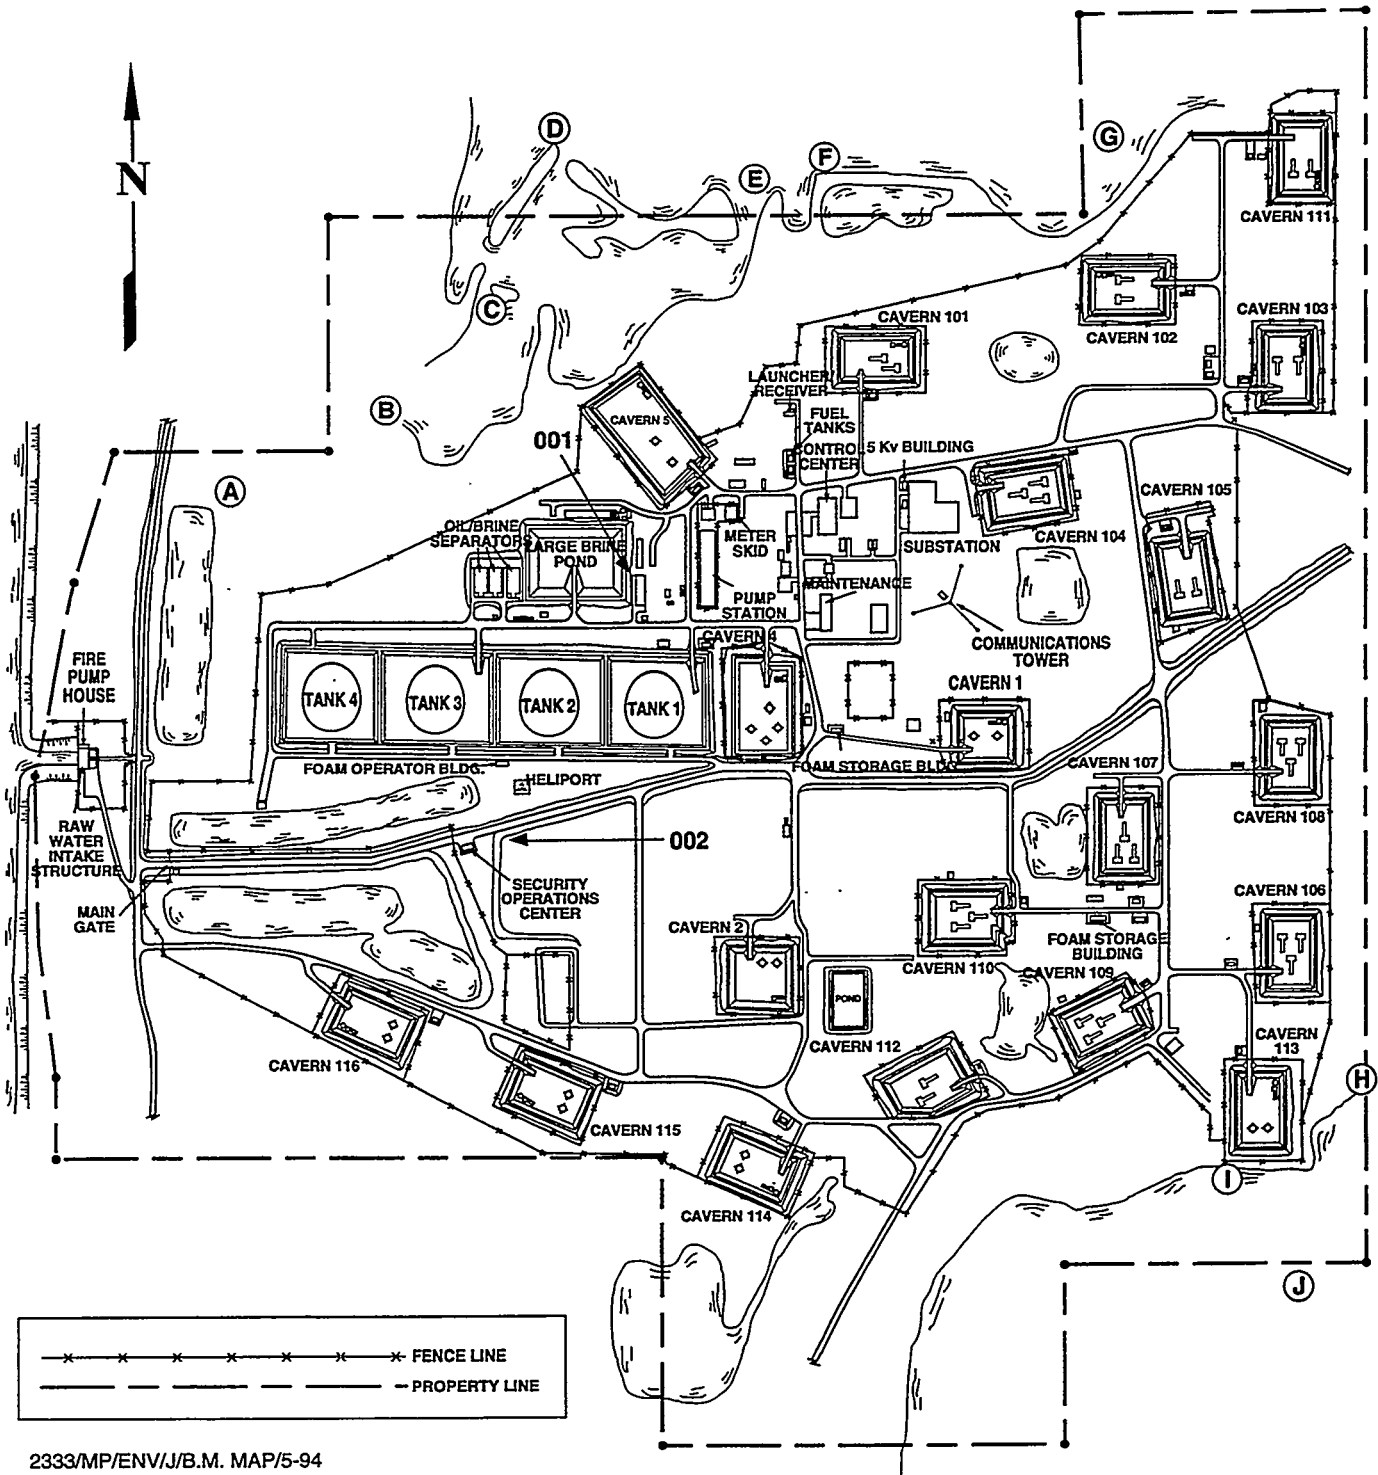 N
D
E
F
G
C
B
A
CAVERN 111
CAVERN 102
CAVERN 103
CAVERN 101
LAUNCHER/
RECEIVER
FUEL
TANKS
CONTROL
CENTER
5 Kv BUILDING
CAVERN 5
001
OIL/BRINE
SEPARATORS
LARGE BRINE
POND
METER
SKID
PUMP
STATION
SUBSTATION
MAINTENANCE
CAVERN 104
CAVERN 105
COMMUNICATIONS
TOWER
CAVERN 4
CAVERN 1
FIRE
PUMP
HOUSE
TANK 4
TANK 3
TANK 2
TANK 1
FOAM OPERATOR BLDG.
HELIPORT
FOAM STORAGE BLDG
CAVERN 107
CAVERN 108
RAW
WATER
INTAKE
STRUCTURE
002
MAIN
GATE
SECURITY
OPERATIONS
CENTER
CAVERN 2
CAVERN 106
FOAM STORAGE
BUILDING
CAVERN 110
CAVERN 109
POND
CAVERN 112
CAVERN
113
CAVERN 116
CAVERN 115
CAVERN 114
H
I
J
FENCE LINE
PROPERTY LINE
2333/MP/ENV/J/B.M. MAP/5-94